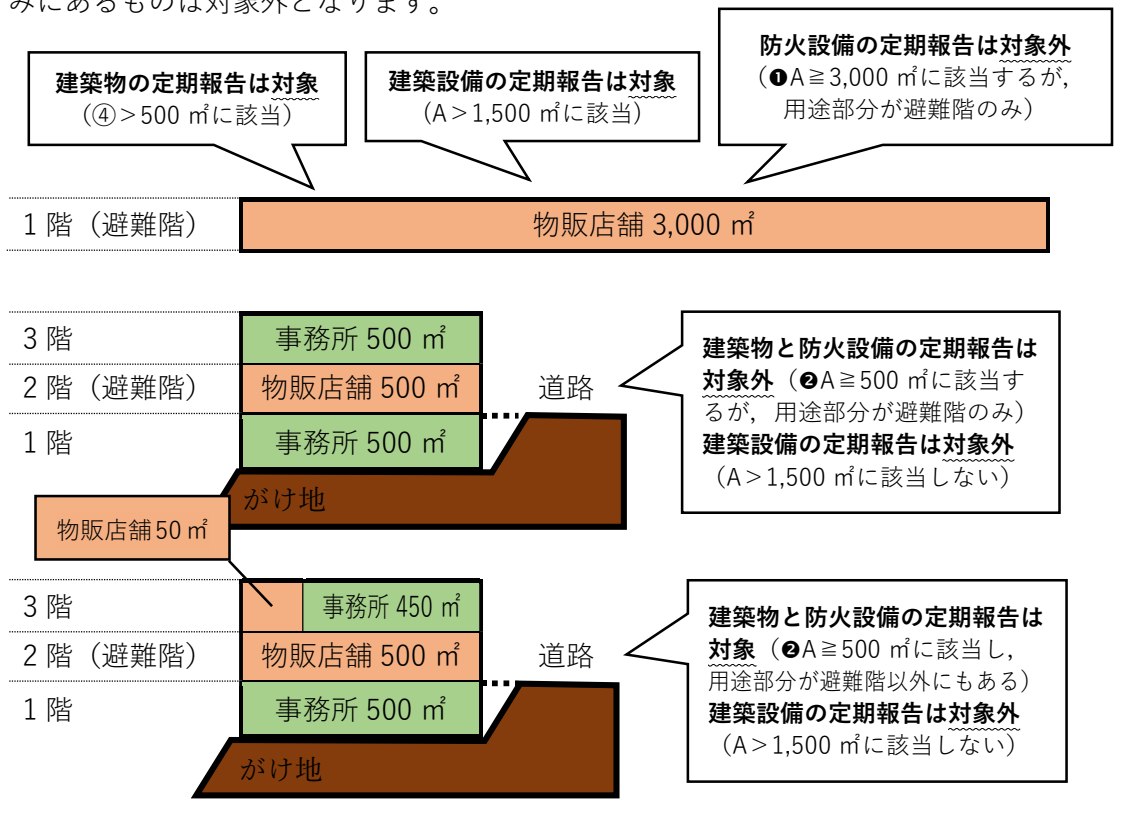 みにあるものは対象外となります。
建築物の定期報告は対象
（④＞500 ㎡に該当）
建築設備の定期報告は対象
（A＞1,500 ㎡に該当）
防火設備の定期報告は対象外
（❶A≧3,000 ㎡に該当するが，
用途部分が避難階のみ）
1 階（避難階）
物販店舗 3,000 ㎡
3 階
事務所 500 ㎡
2 階（避難階）
物販店舗 500 ㎡
道路
1 階
事務所 500 ㎡
がけ地
建築物と防火設備の定期報告は
対象外（❷A≧500 ㎡に該当す
るが，用途部分が避難階のみ）
建築設備の定期報告は対象外
（A＞1,500 ㎡に該当しない）
物販店舗 50 ㎡
3 階
事務所 450 ㎡
2 階（避難階）
物販店舗 500 ㎡
道路
1 階
事務所 500 ㎡
がけ地
建築物と防火設備の定期報告は
対象（❷A≧500 ㎡に該当し，
用途部分が避難階以外にもある）
建築設備の定期報告は対象外
（A＞1,500 ㎡に該当しない）